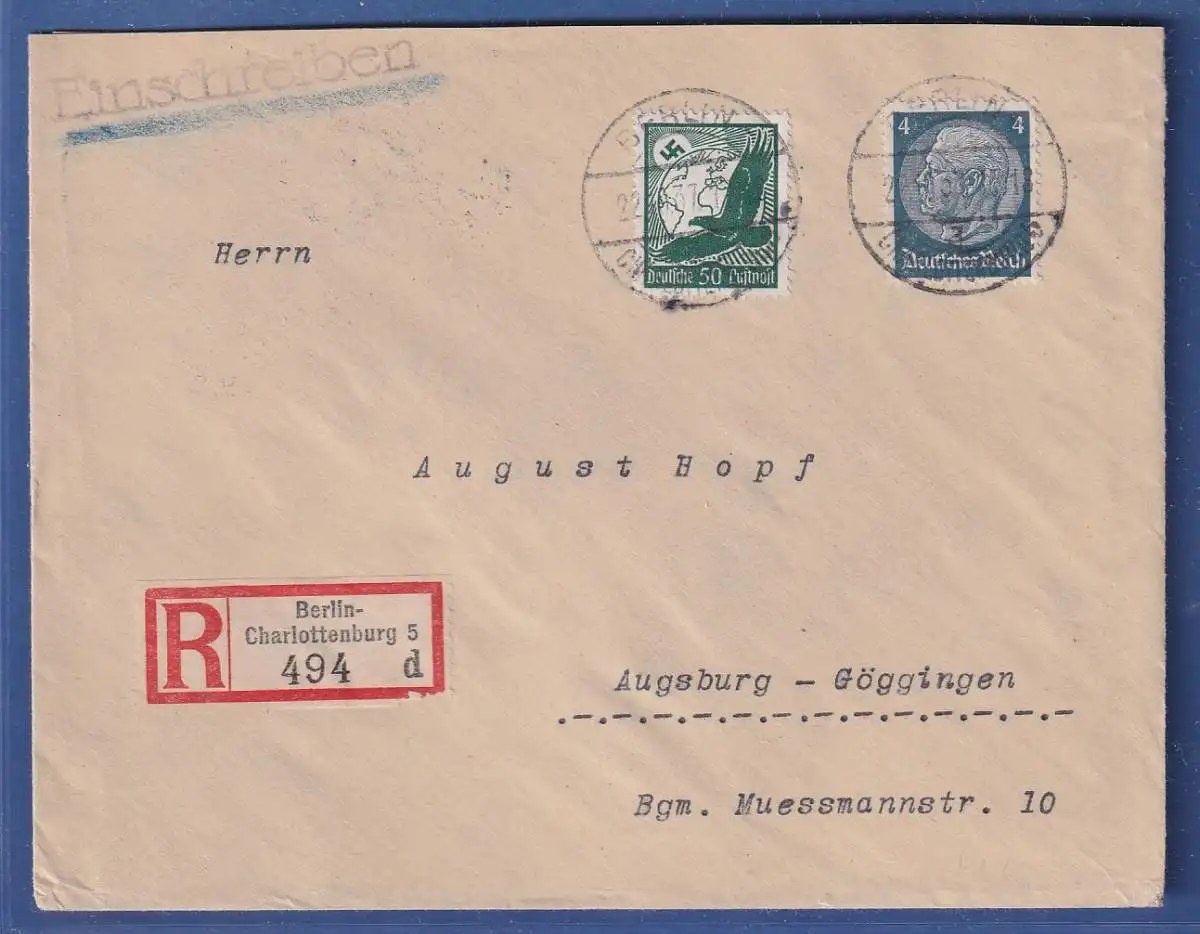 Einschreiben
BERLIN
4 4
Deutsches Reich
Deutsche 50 Luftpost
Herrn
August Hopf
R
Berlin-
Charlottenburg 5
494 d
Augsburg - Göggingen
.-.-.-.-.-.-.-.-.-.-.-.-.-
Bgm. Muessmannstr. 10